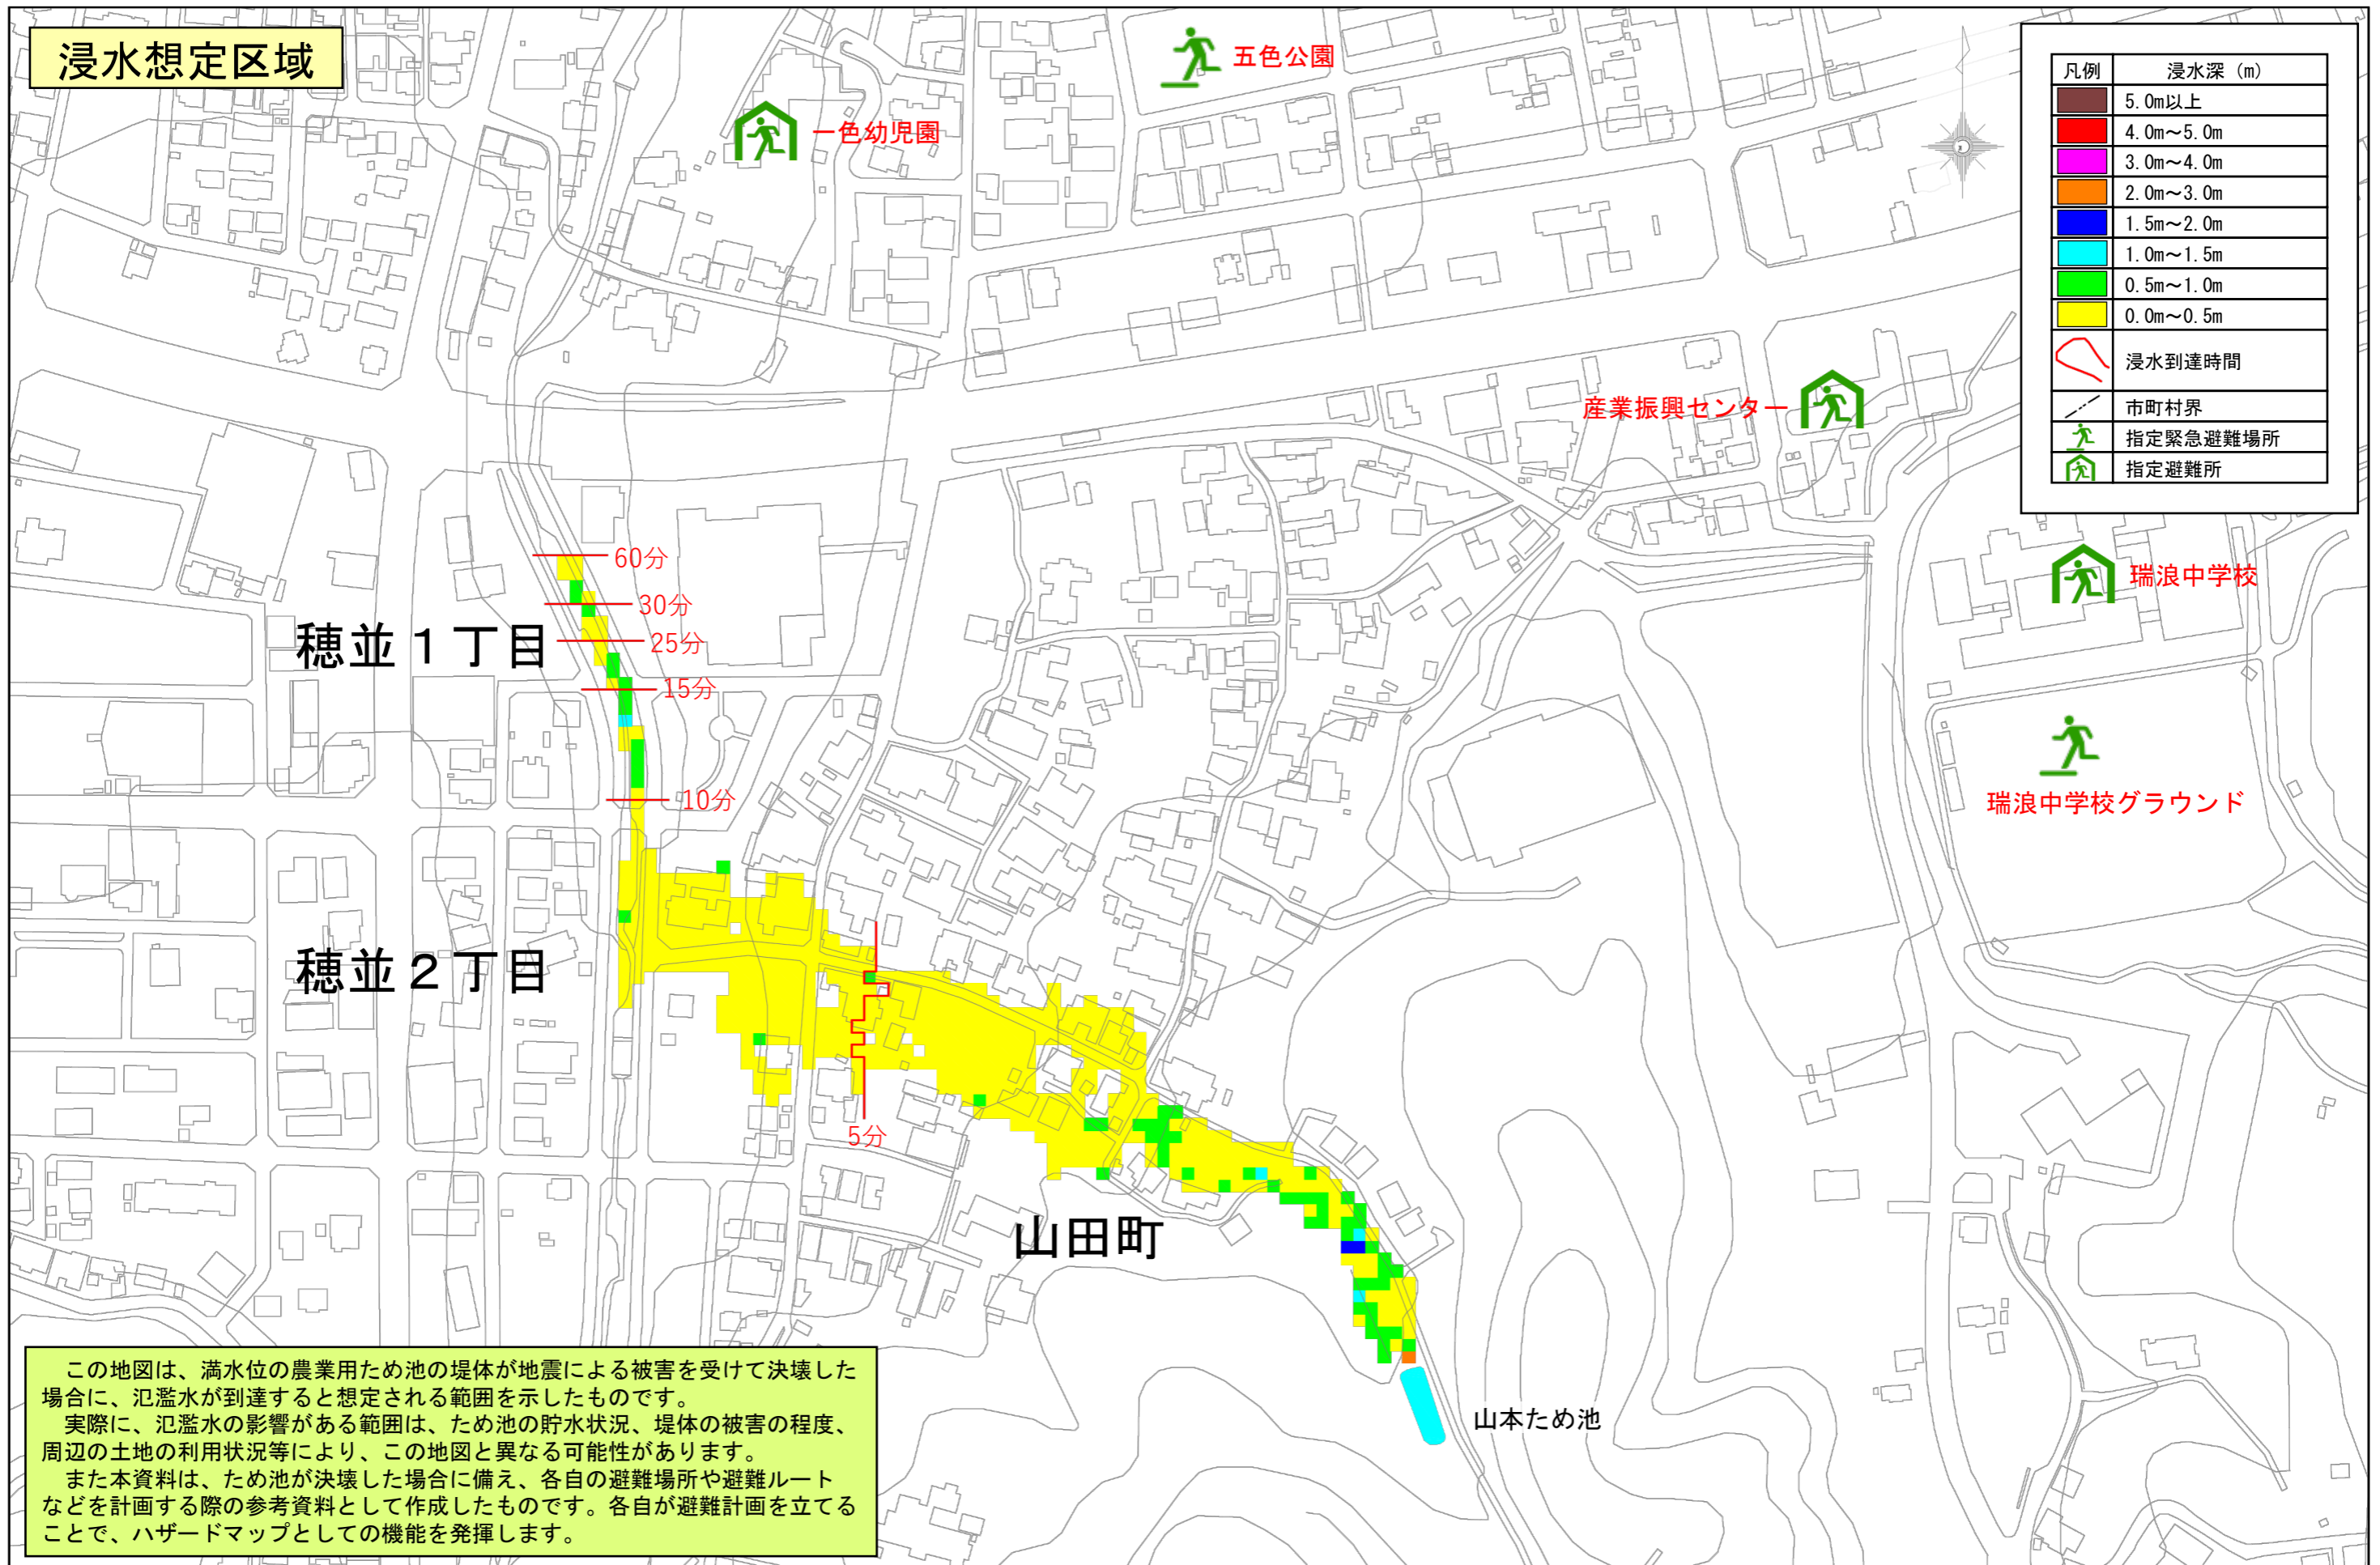 浸水想定区域
五色公園
一色幼児園
凡例 浸水深（m）
5.0m以上
4.0m～5.0m
3.0m～4.0m
2.0m～3.0m
1.5m～2.0m
1.0m～1.5m
0.5m～1.0m
0.0m～0.5m
浸水到達時間
市町村界
指定緊急避難場所
指定避難所
産業振興センター
瑞浪中学校
瑞浪中学校グラウンド
60分
30分
25分
15分
10分
5分
穂並１丁目
穂並２丁目
山田町
山本ため池
この地図は、満水位の農業用ため池の堤体が地震による被害を受けて決壊した
場合に、氾濫水が到達すると想定される範囲を示したものです。
実際に、氾濫水の影響がある範囲は、ため池の貯水状況、堤体の被害の程度、
周辺の土地の利用状況等により、この地図と異なる可能性があります。
また本資料は、ため池が決壊した場合に備え、各自の避難場所や避難ルート
などを計画する際の参考資料として作成したものです。各自が避難計画を立てる
ことで、ハザードマップとしての機能を発揮します。